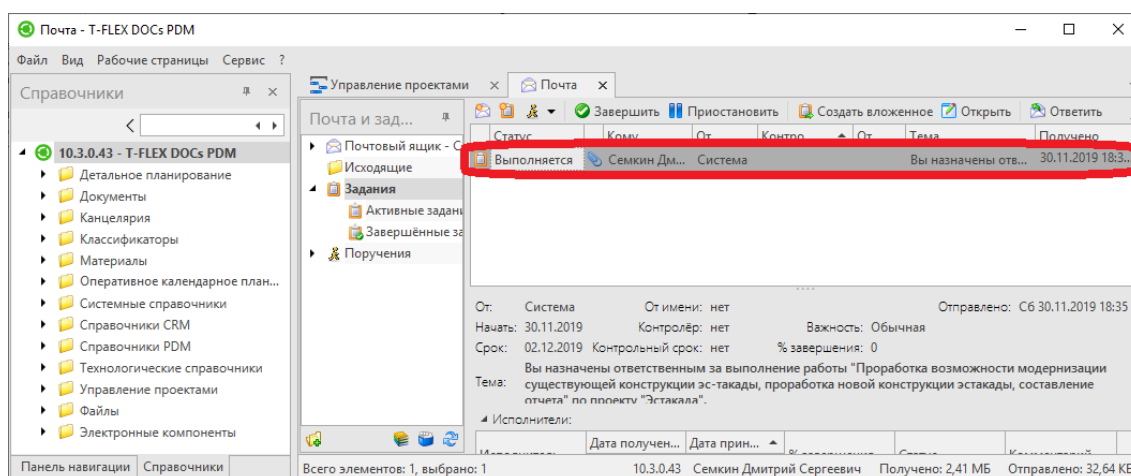 Почта - T-FLEX DOCs PDM
Файл Вид Рабочие страницы Сервис ?
Справочники
10.3.0.43 - T-FLEX DOCs PDM
Детальное планирование
Документы
Канцелярия
Классификаторы
Материалы
Оперативное календарное план...
Системные справочники
Справочники CRM
Справочники PDM
Технологические справочники
Управление проектами
Файлы
Электронные компоненты
Панель навигации Справочники
Управление проектами Почта
Почта и зад...
Почтовый ящик - С
Исходящие
Задания
Активные задани
Завершённые за
Поручения
Завершить Приостановить Создать вложенное Открыть Ответить
Статус Кому От Контро... От Тема Получено
Выполняется Семкин Дм... Система Вы назначены отв... 30.11.2019 18:3...
От: Система От имени: нет Отправлено: Сб 30.11.2019 18:35
Начать: 30.11.2019 Контролёр: нет Важность: Обычная
Срок: 02.12.2019 Контрольный срок: нет % завершения: 0
Тема: Вы назначены ответственным за выполнение работы "Проработка возможности модернизации
существующей конструкции эс-такады, проработка новой конструкции эстакады, составление
отчета" по проекту "Эстакада".
Исполнители:
Дата получен... Дата прин...
Всего элементов: 1, выбрано: 1 10.3.0.43 Семкин Дмитрий Сергеевич Получено: 2,41 МБ Отправлено: 32,64 КБ